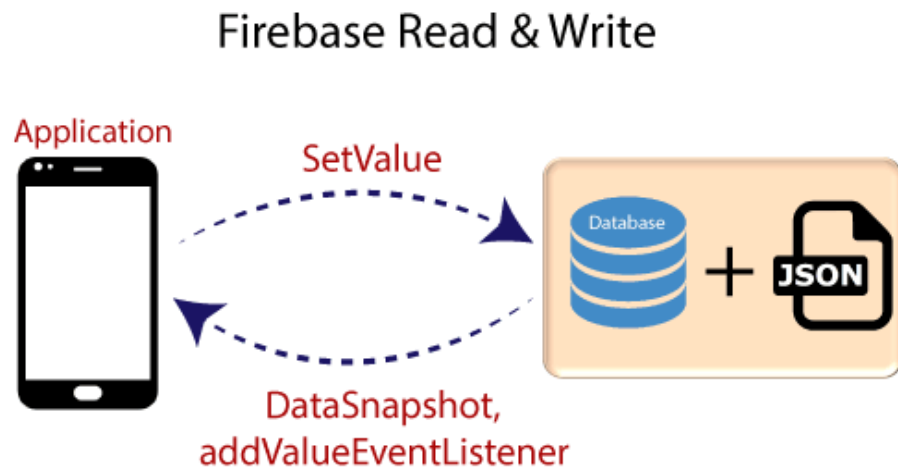 Firebase Read & Write
Application
SetValue
Database
JSON
DataSnapshot,
addValueEventListener